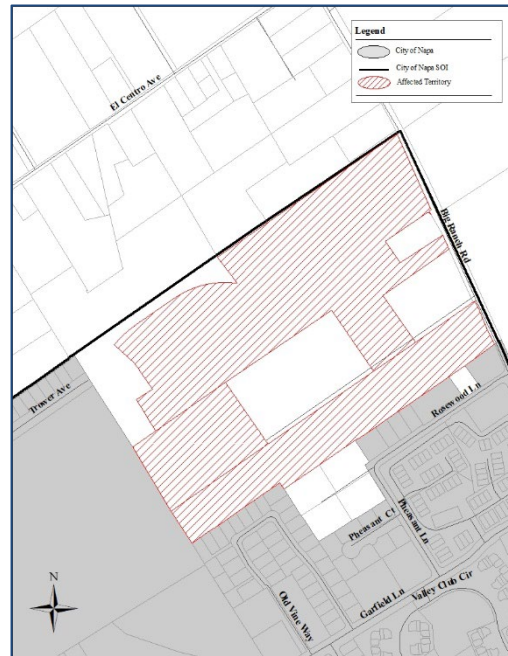 Legend
City of Napa
City of Napa SOI
Affected Territory
El Centro Ave
Big Ranch Rd
Trower Ave
Rosewood Ln
Pheasant Ct
Pheasant Ln
Garfield Ln
Valley Club Cir
Old Vine Way
N